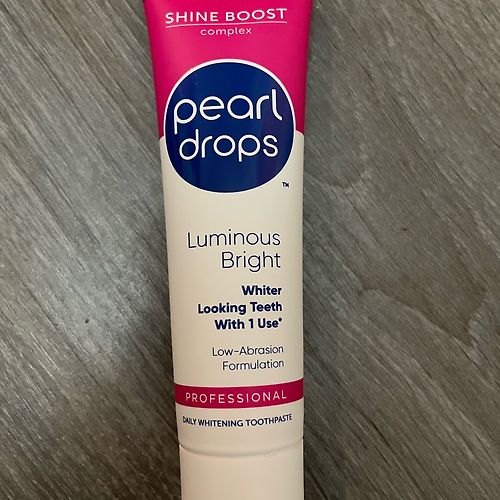 SHINE BOOST
complex
pearl
drops
™
Luminous
Bright
Whiter
Looking Teeth
With 1 Use*
Low-Abrasion
Formulation
PROFESSIONAL
DAILY WHITENING TOOTHPASTE